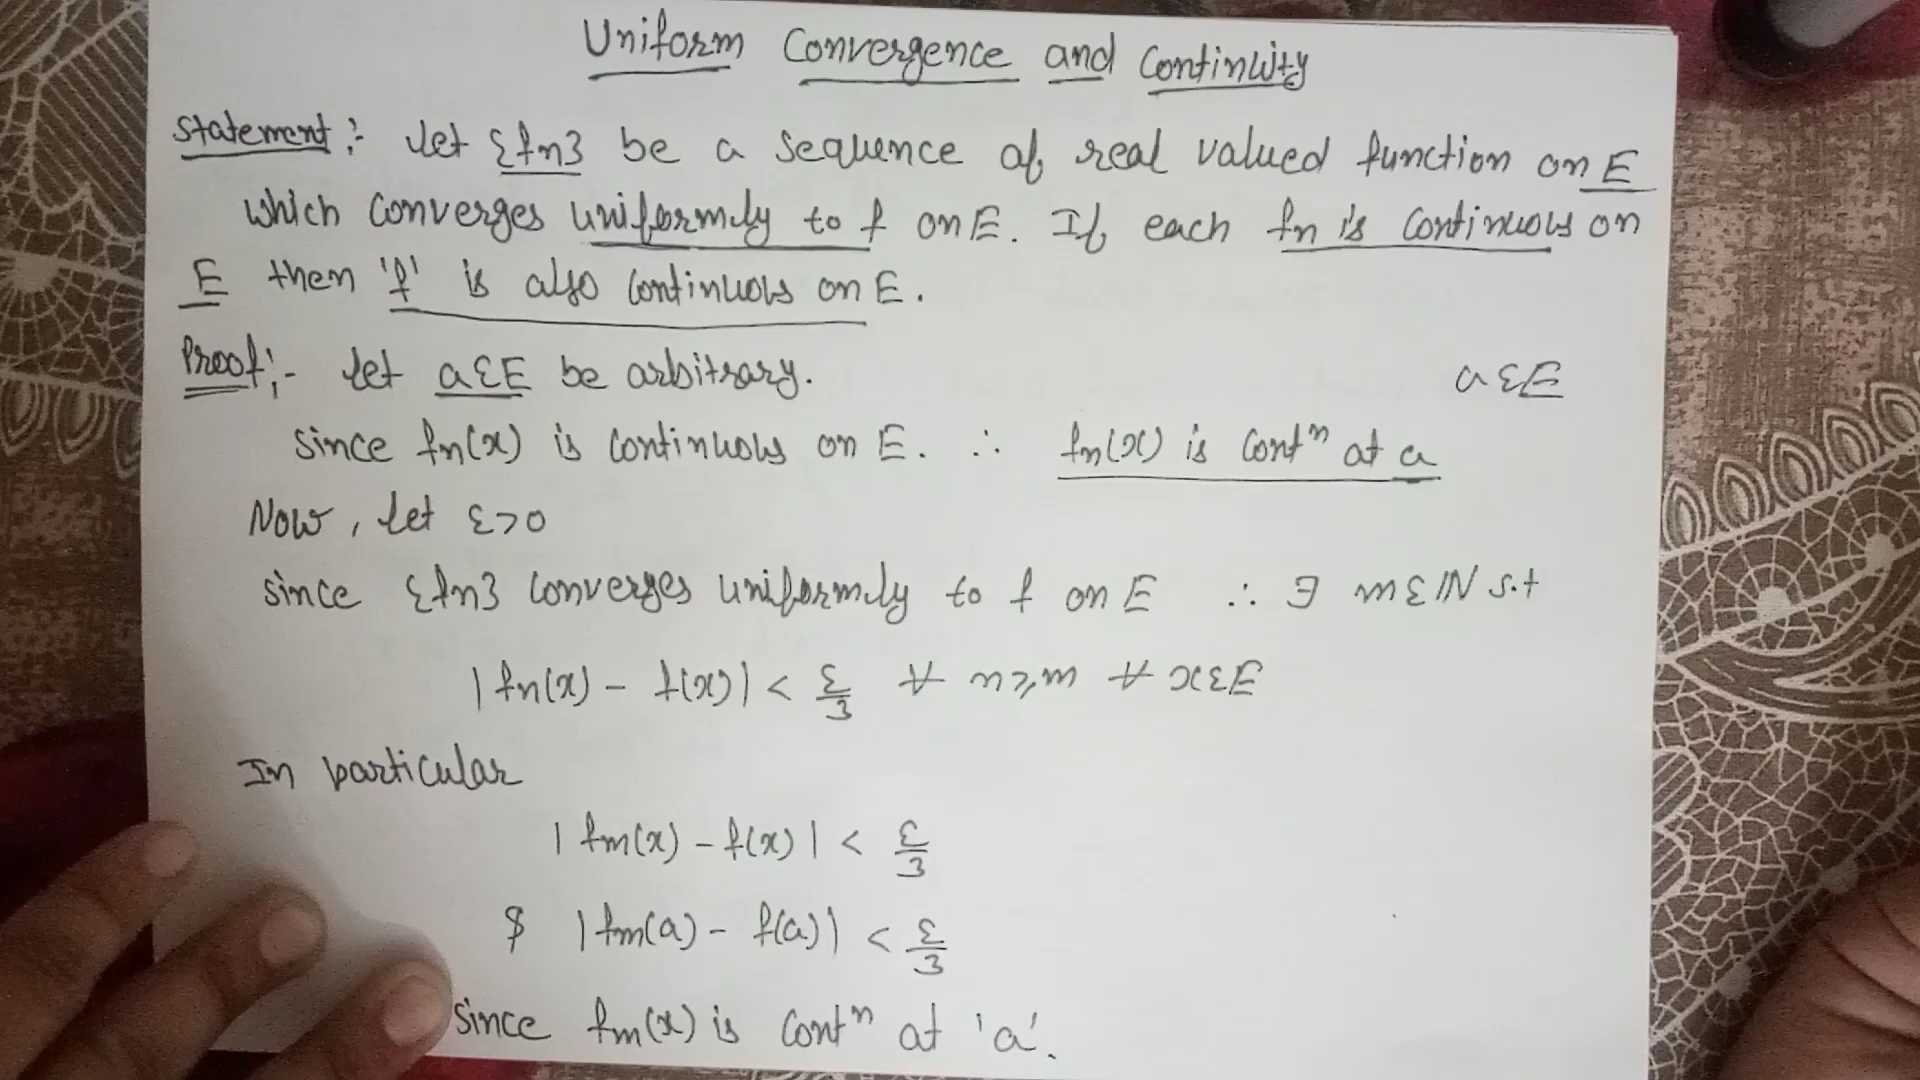 Uniform Convergence and Continuity
Statement:- Let {fn} be a sequence of real valued function on E
which converges uniformly to f on E. If each fn is continuous on
E then 'f' is also continuous on E.
Proof:- Let a ∈ E be arbitrary. a ∈ E
Since fn(x) is continuous on E. ∴ fn(x) is contⁿ at a
Now, let ε>0
Since {fn} converges uniformly to f on E ∴ ∃ m ∈ ℕ s.t
|fn(x) - f(x)| < ε/3 ∀ n ≥ m ∀ x ∈ E
In particular
|fm(x) - f(x)| < ε/3
& |fm(a) - f(a)| < ε/3
Since fm(x) is contⁿ at 'a'.